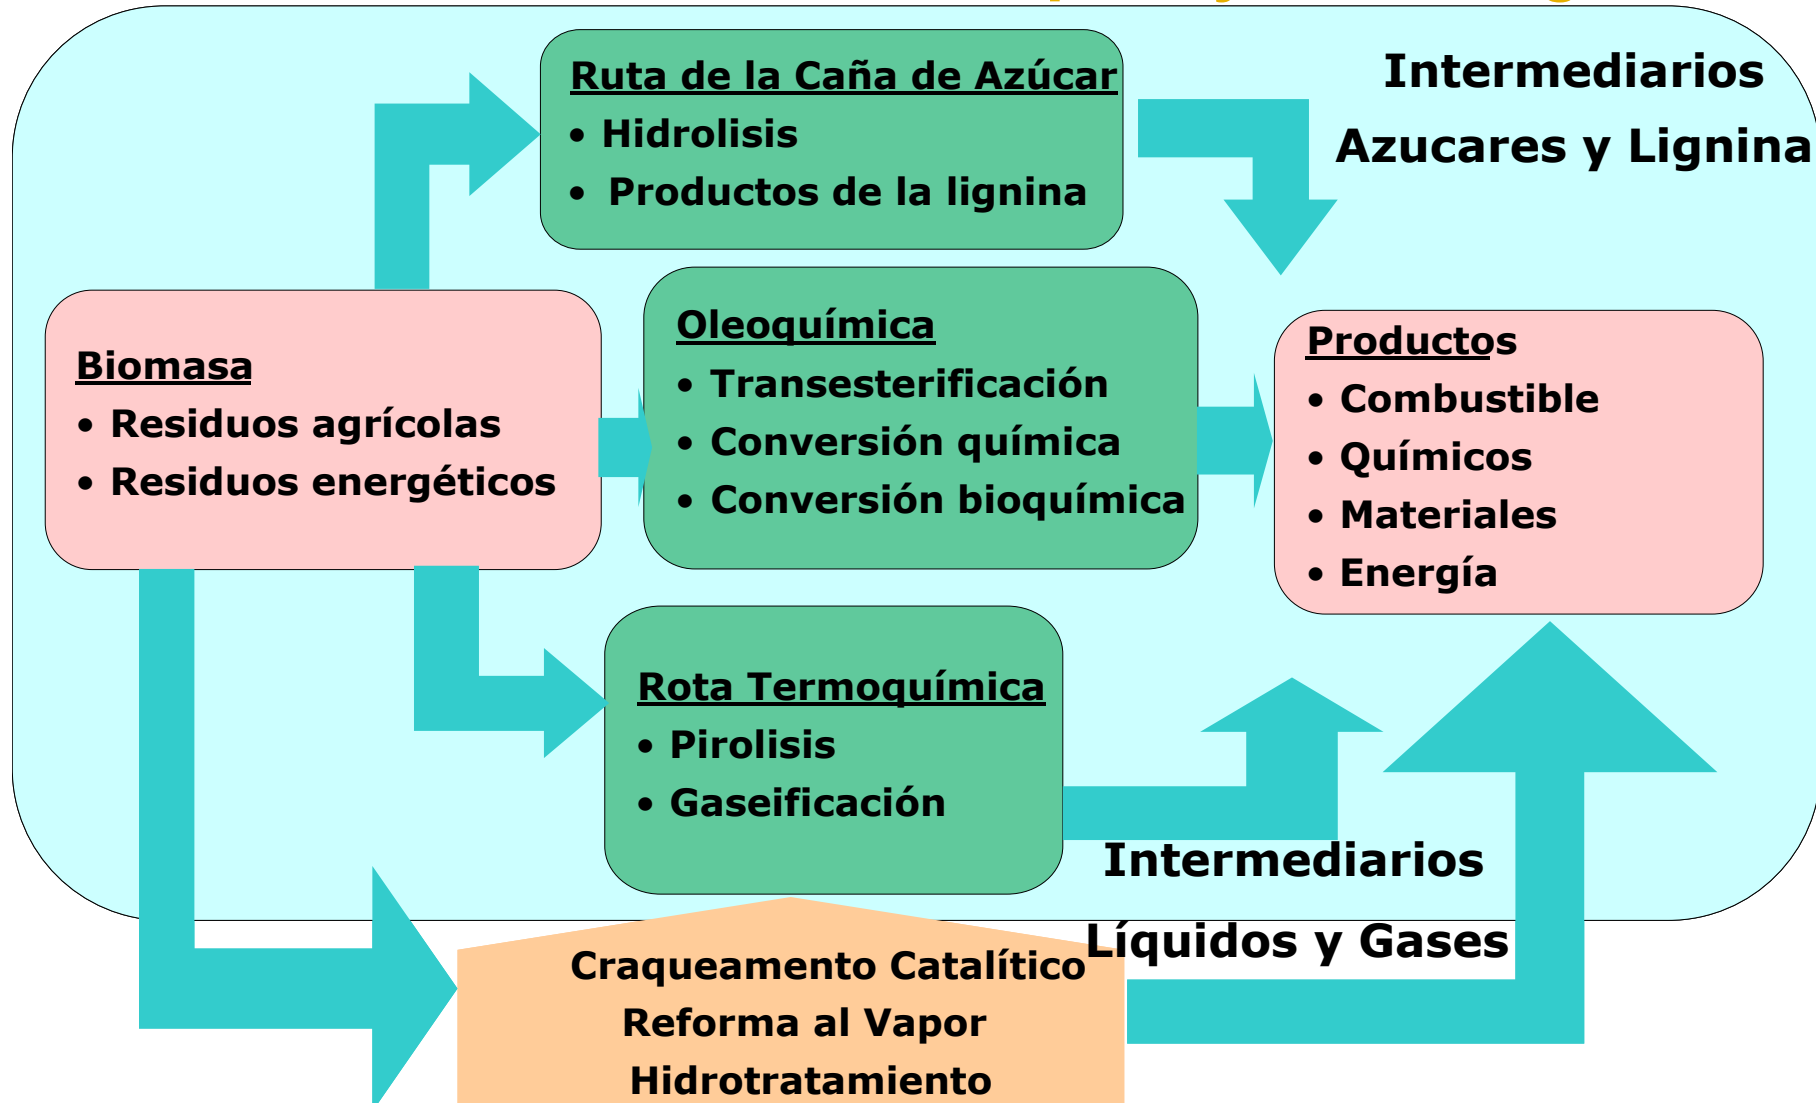 Ruta de la Caña de Azúcar
• Hidrolisis
• Productos de la lignina
Intermediarios
Azucares y Lignina
Biomasa
• Residuos agrícolas
• Residuos energéticos
Oleoquímica
• Transesterificación
• Conversión química
• Conversión bioquímica
Productos
• Combustible
• Químicos
• Materiales
• Energía
Rota Termoquímica
• Pirolisis
• Gaseificación
Intermediarios
Líquidos y Gases
Craqueamento Catalítico
Reforma al Vapor
Hidrotratamiento